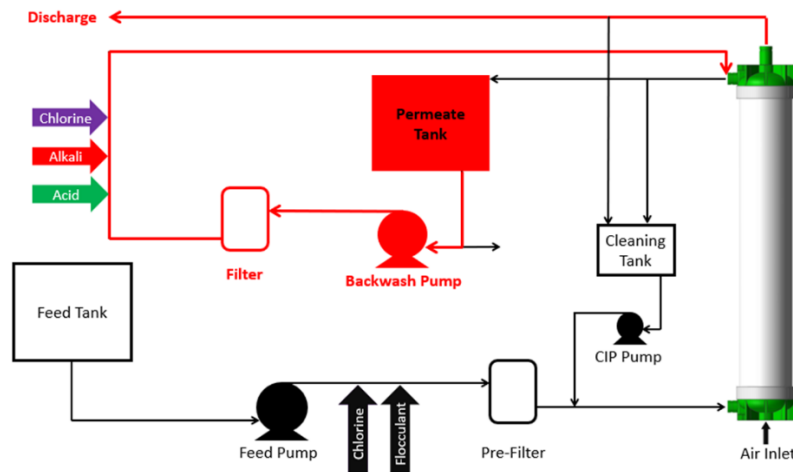 Discharge
Permeate
Tank
Chlorine
Alkali
Acid
Cleaning
Tank
Filter
Backwash Pump
Feed Tank
CIP Pump
Feed Pump
Chlorine
Flocculant
Pre-Filter
Air Inlet